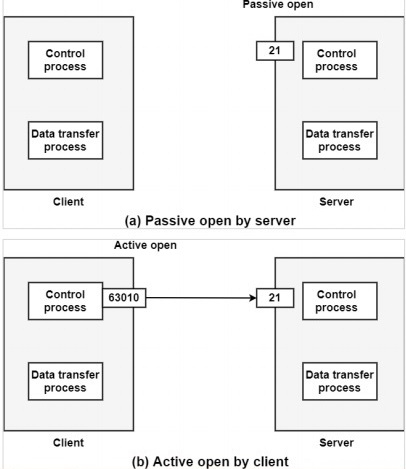 Passive open
21
Control
process
Control
process
Data transfer
process
Data transfer
process
Client
Server
(a) Passive open by server
Active open
Control
process
63010
21
Control
process
Data transfer
process
Data transfer
process
Client
Server
(b) Active open by client